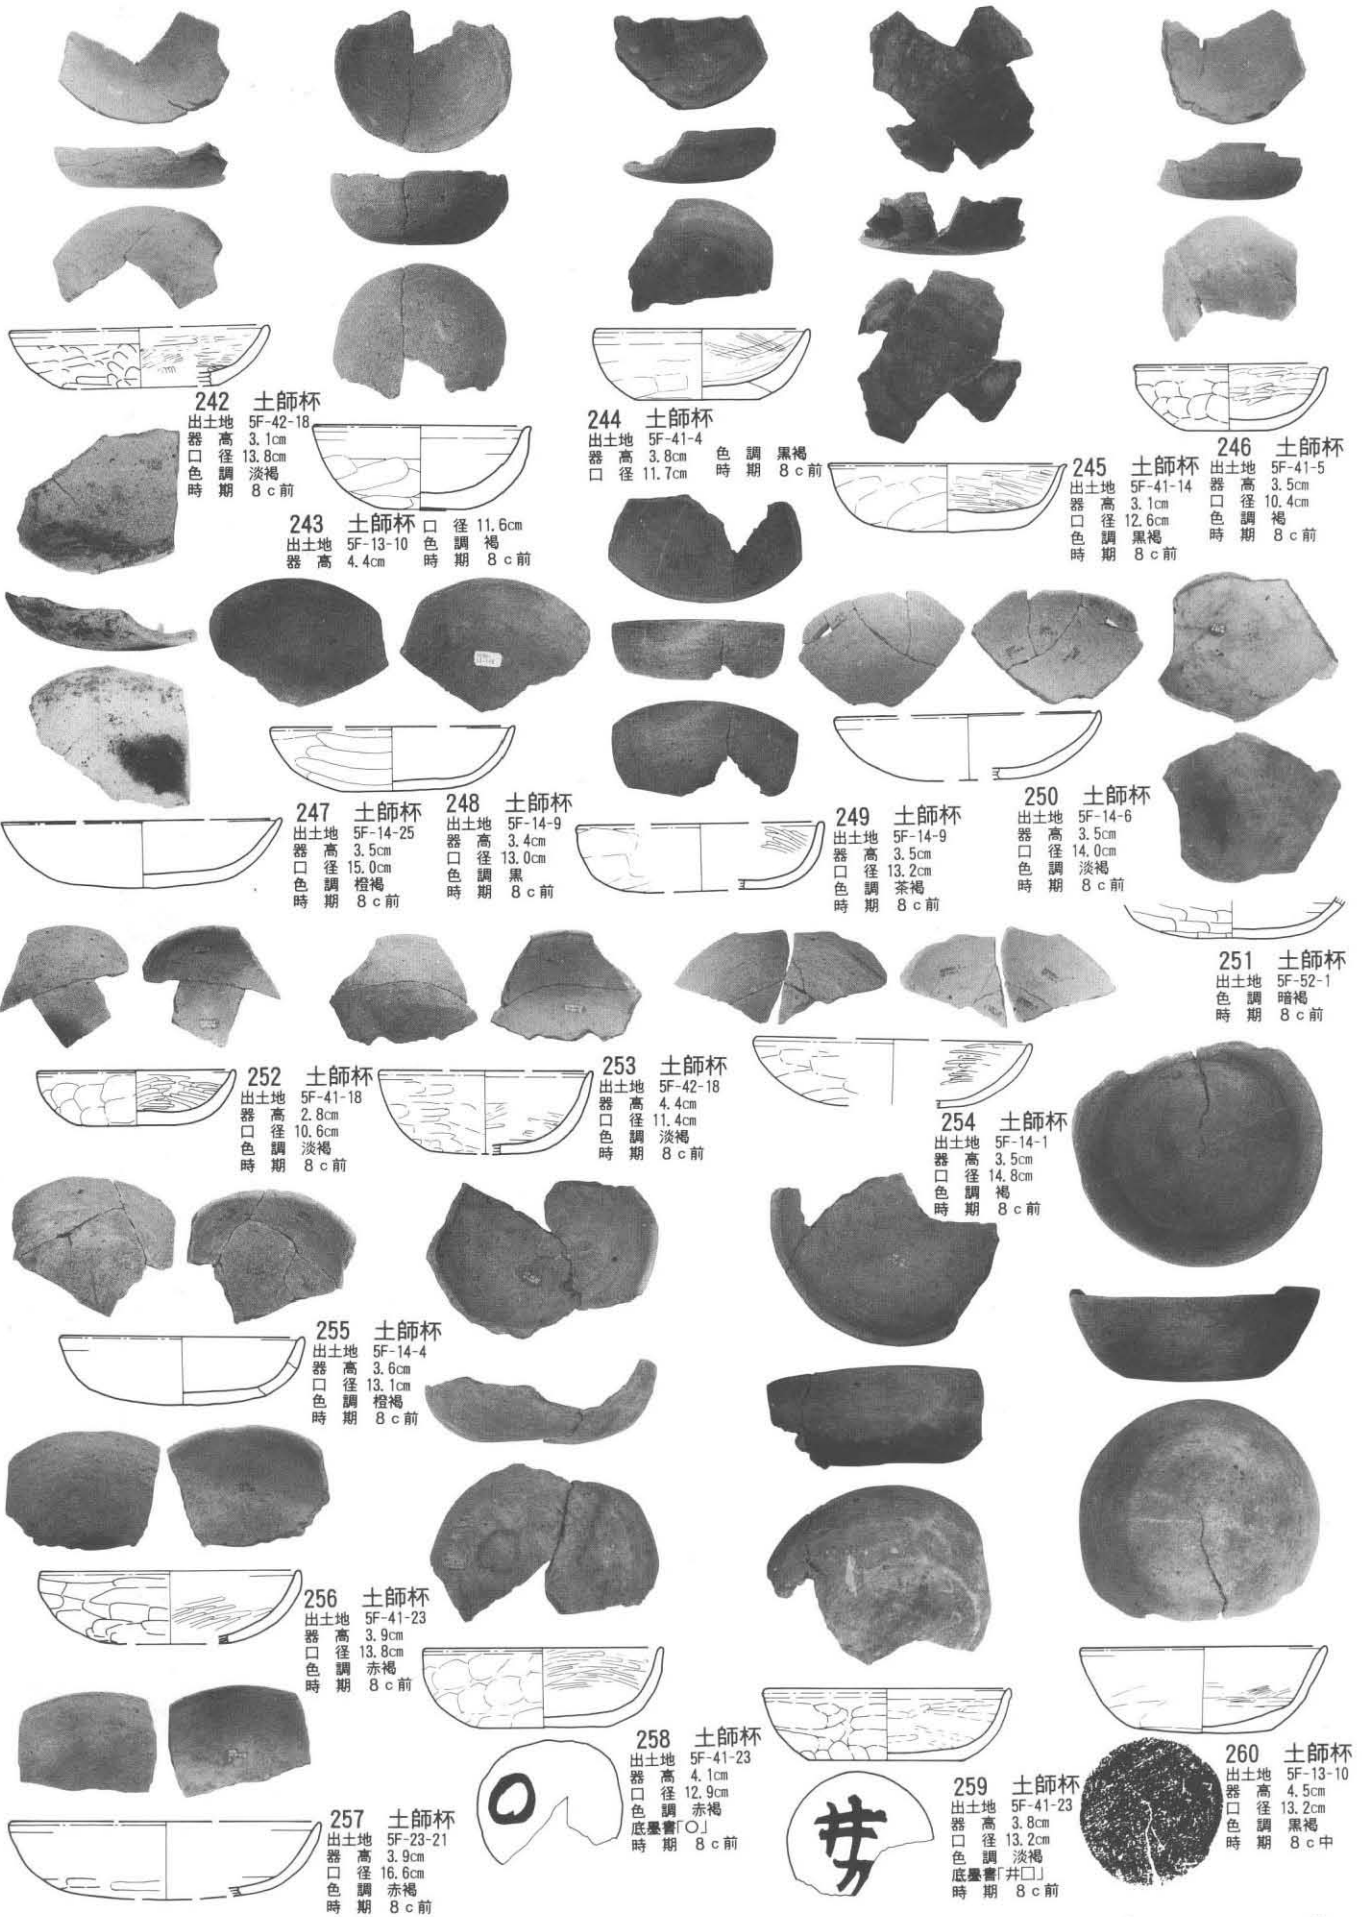 242 土師杯
出土地 5F-42-18
器高 3.1cm
口径 13.8cm
色調 淡褐
時期 8c前
243 土師杯
出土地 5F-13-10
器高 4.4cm
口径 11.6cm
色調 褐
時期 8c前
244 土師杯
出土地 5F-41-4
器高 3.8cm
口径 11.7cm
色調 黒褐
時期 8c前
245 土師杯
出土地 5F-41-14
器高 3.1cm
口径 12.6cm
色調 黒褐
時期 8c前
246 土師杯
出土地 5F-41-5
器高 3.5cm
口径 10.4cm
色調 褐
時期 8c前
247 土師杯
出土地 5F-14-25
器高 3.5cm
口径 15.0cm
色調 橙褐
時期 8c前
248 土師杯
出土地 5F-14-9
器高 3.4cm
口径 13.0cm
色調 黒
時期 8c前
249 土師杯
出土地 5F-14-9
器高 3.5cm
口径 13.2cm
色調 茶褐
時期 8c前
250 土師杯
出土地 5F-14-6
器高 3.5cm
口径 14.0cm
色調 淡褐
時期 8c前
251 土師杯
出土地 5F-52-1
色調 暗褐
時期 8c前
252 土師杯
出土地 5F-41-18
器高 2.8cm
口径 10.6cm
色調 淡褐
時期 8c前
253 土師杯
出土地 5F-42-18
器高 4.4cm
口径 11.4cm
色調 淡褐
時期 8c前
254 土師杯
出土地 5F-14-1
器高 3.5cm
口径 14.8cm
色調 褐
時期 8c前
255 土師杯
出土地 5F-14-4
器高 3.6cm
口径 13.1cm
色調 橙褐
時期 8c前
256 土師杯
出土地 5F-41-23
器高 3.9cm
口径 13.8cm
色調 赤褐
時期 8c前
257 土師杯
出土地 5F-23-21
器高 3.9cm
口径 16.6cm
色調 赤褐
時期 8c前
258 土師杯
出土地 5F-41-23
器高 4.1cm
口径 12.9cm
色調 赤褐
底墨書「○」
時期 8c前
259 土師杯
出土地 5F-41-23
器高 3.8cm
口径 13.2cm
色調 淡褐
底墨書「井□」
時期 8c前
井
260 土師杯
出土地 5F-13-10
器高 4.5cm
口径 13.2cm
色調 黒褐
時期 8c中